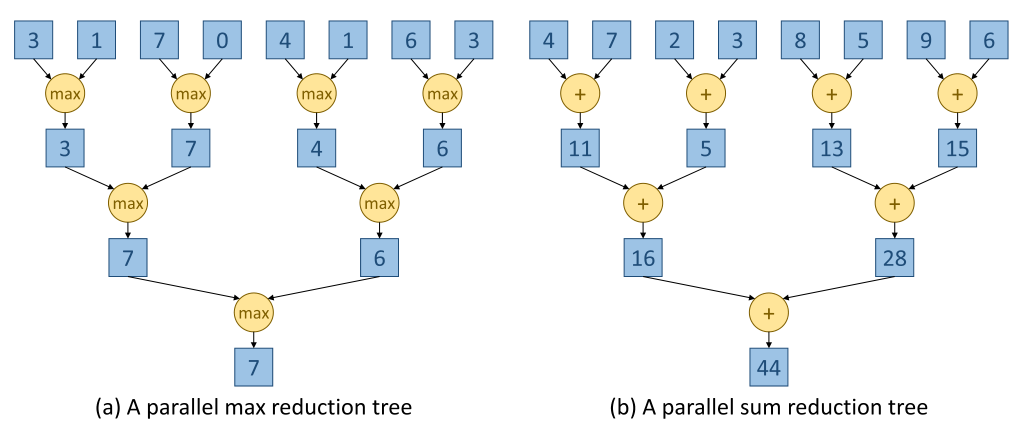 3 1 7 0 4 1 6 3 4 7 2 3 8 5 9 6
max max max max + + + +
3 7 4 6 11 5 13 15
max max + +
7 6 16 28
max +
7 44
(a) A parallel max reduction tree (b) A parallel sum reduction tree